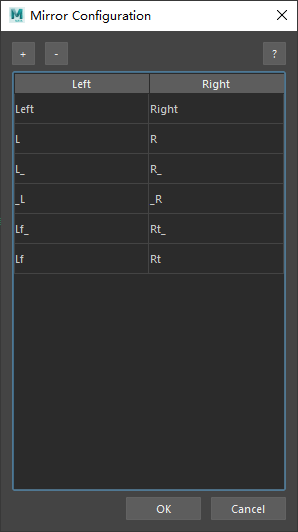 Mirror Configuration
+ - ?
Left Right
Left Right
L R
L_ R_
_L _R
Lf_ Rt_
Lf Rt
OK Cancel